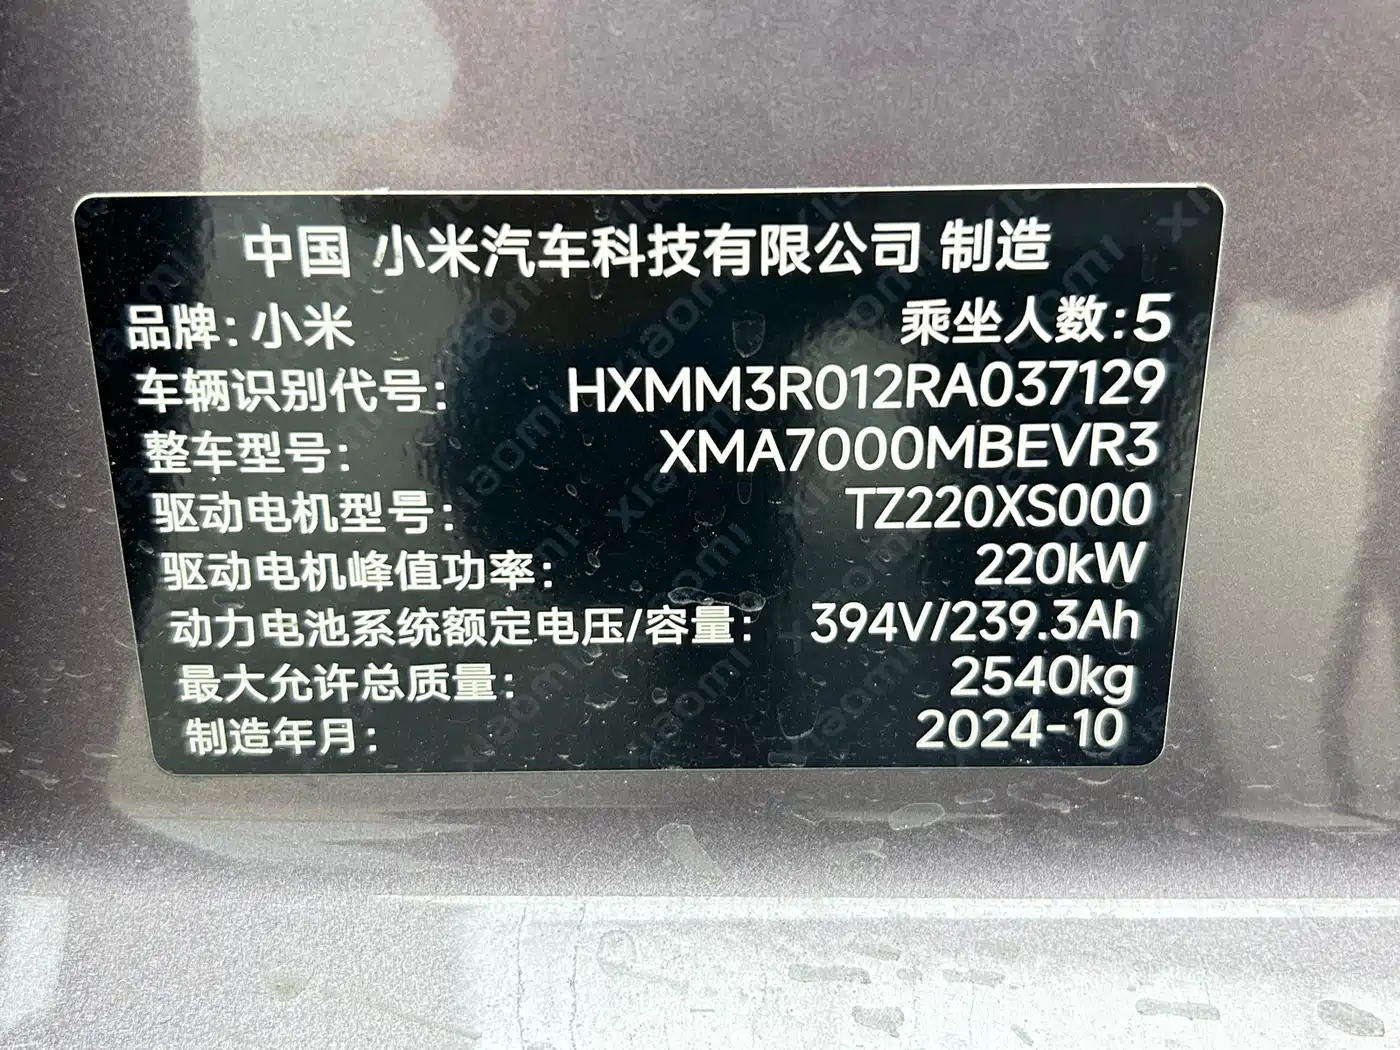 中国 小米汽车科技有限公司 制造
品牌：小米 乘坐人数：5
车辆识别代号： HXMM3R012RA037129
整车型号： XMA7000MBEVR3
驱动电机型号： TZ220XS000
驱动电机峰值功率： 220kW
动力电池系统额定电压/容量： 394V/239.3Ah
最大允许总质量： 2540kg
制造年月： 2024-10